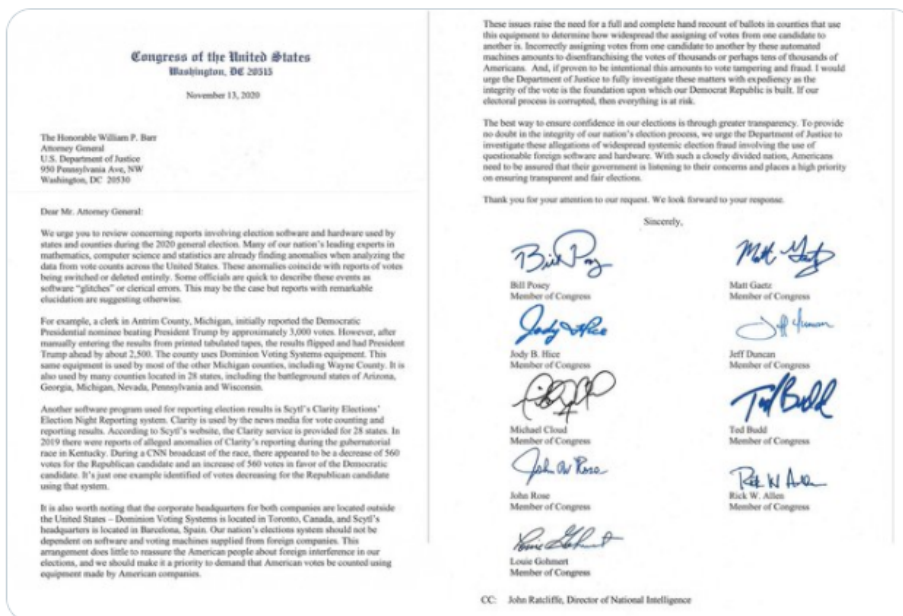 Congress of the United States
Washington, DC 20515
November 13, 2020
The Honorable William P. Barr
Attorney General
U.S. Department of Justice
950 Pennsylvania Ave, NW
Washington, DC 20530
Dear Mr. Attorney General:
We urge you to review concerning reports involving election software and hardware used by
states and counties during the 2020 general election. Many of our nation's leading experts in
mathematics, computer science and statistics are already finding anomalies when analyzing the
data from vote counts across the United States. These anomalies coincide with reports of votes
being switched or deleted entirely. Some officials are quick to describe these events as
software "glitches" or clerical errors. This may be the case but reports with remarkable
elucidation are suggesting otherwise.
For example, a clerk in Antrim County, Michigan, initially reported the Democratic
Presidential nominee beating President Trump by approximately 3,000 votes. However, after
manually entering the results from printed tabulated tapes, the results flipped and had President
Trump ahead by about 2,500. The county uses Dominion Voting Systems equipment. This
same equipment is used by most of the other Michigan counties, including Wayne County. It is
also used by many counties located in 28 states, including the battleground states of Arizona,
Georgia, Michigan, Nevada, Pennsylvania and Wisconsin.
Another software program used for reporting election results is Scytl's Clarity Elections'
Election Night Reporting system. Clarity is used by the news media for vote counting and
reporting results. According to Scytl's website, the Clarity service is provided for 28 states. In
2019 there were reports of alleged anomalies of Clarity's reporting during the gubernatorial
race in Kentucky. During a CNN broadcast of the race, there appeared to be a decrease of 560
votes for the Republican candidate and an increase of 560 votes in favor of the Democratic
candidate. It's just one example identified of votes decreasing for the Republican candidate
using that system.
It is also worth noting that the corporate headquarters for both companies are located outside
the United States – Dominion Voting Systems is located in Toronto, Canada, and Scytl's
headquarters is located in Barcelona, Spain. Our nation's elections system should not be
dependent on software and voting machines supplied from foreign companies. This
arrangement does little to reassure the American people about foreign interference in our
elections, and we should make it a priority to demand that American votes be counted using
equipment made by American companies.
These issues raise the need for a full and complete hand recount of ballots in counties that use
this equipment to determine how widespread the assigning of votes from one candidate to
another is. Incorrectly assigning votes from one candidate to another by these automated
machines amounts to disenfranchising the votes of thousands or perhaps tens of thousands of
Americans. And, if proven to be intentional this amounts to vote tampering and fraud. I would
urge the Department of Justice to fully investigate these matters with expediency as the
integrity of the vote is the foundation upon which our Democrat Republic is built. If our
electoral process is corrupted, then everything is at risk.
The best way to ensure confidence in our elections is through greater transparency. To provide
no doubt in the integrity of our nation's election process, we urge the Department of Justice to
investigate these allegations of widespread systemic election fraud involving the use of
questionable foreign software and hardware. With such a closely divided nation, Americans
need to be assured that their government is listening to their concerns and places a high priority
on ensuring transparent and fair elections.
Thank you for your attention to our request. We look forward to your response.
Sincerely,
Bill Posey
Matt Gaetz
Bill Posey
Member of Congress
Matt Gaetz
Member of Congress
Jody Hice
Jeff Duncan
Jody B. Hice
Member of Congress
Jeff Duncan
Member of Congress
Ted Budd
Michael Cloud
Member of Congress
Ted Budd
Member of Congress
John W Rose
Rick W Allen
John Rose
Member of Congress
Rick W. Allen
Member of Congress
Louie Gohmert
Louie Gohmert
Member of Congress
CC: John Ratcliffe, Director of National Intelligence